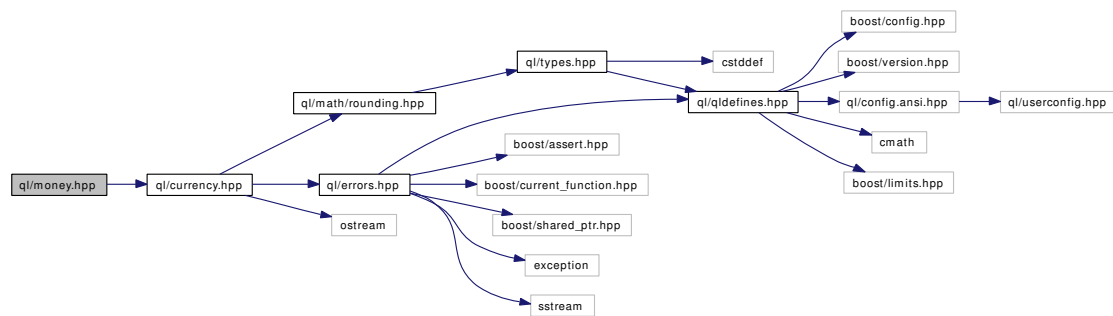 boost/config.hpp
ql/types.hpp
cstddef
boost/version.hpp
ql/math/rounding.hpp
ql/qldefines.hpp
ql/config.ansi.hpp
ql/userconfig.hpp
boost/assert.hpp
cmath
ql/money.hpp
ql/currency.hpp
ql/errors.hpp
boost/current_function.hpp
boost/limits.hpp
ostream
boost/shared_ptr.hpp
exception
sstream